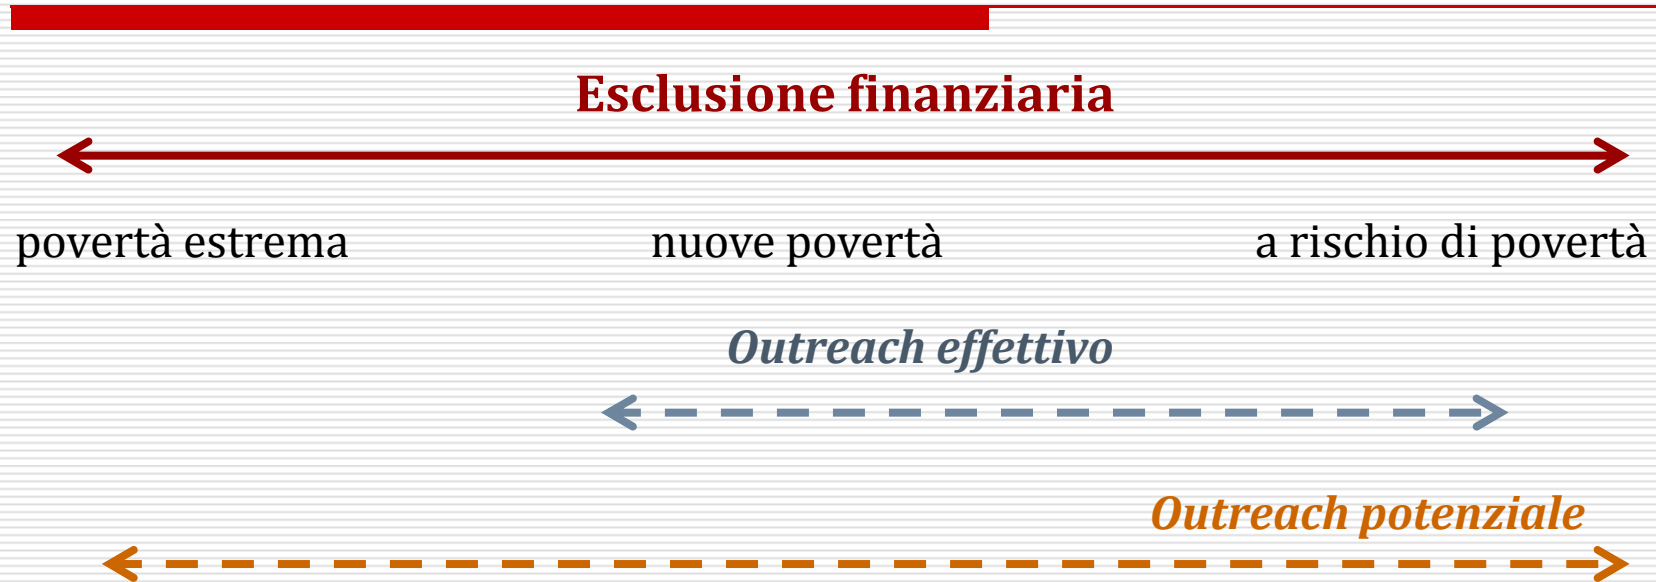 Esclusione finanziaria
povertà estrema nuove povertà a rischio di povertà
Outreach effettivo
Outreach potenziale